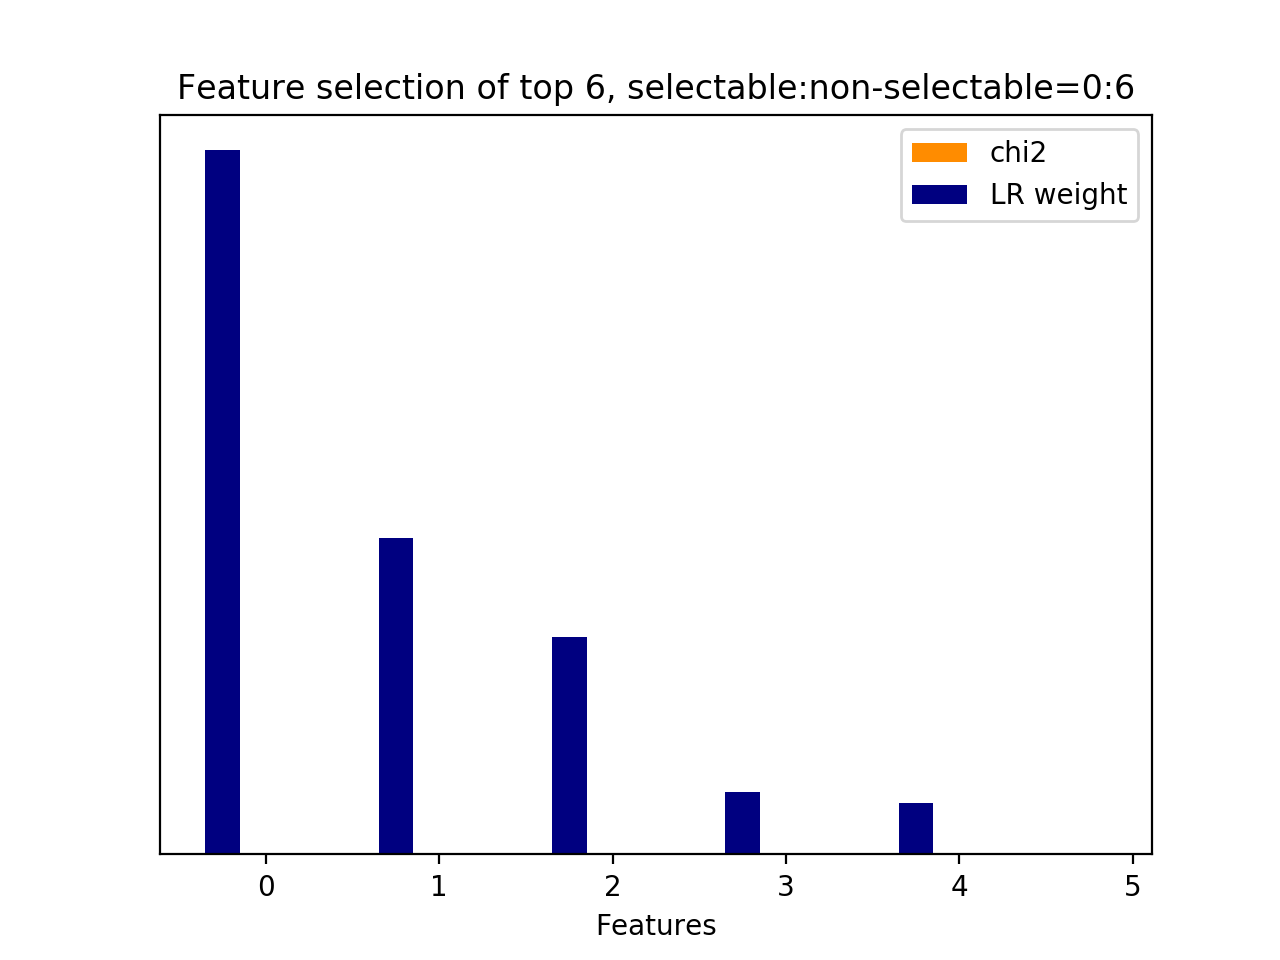 Feature selection of top 6, selectable:non-selectable=0:6
chi2
LR weight
0 1 2 3 4 5
Features